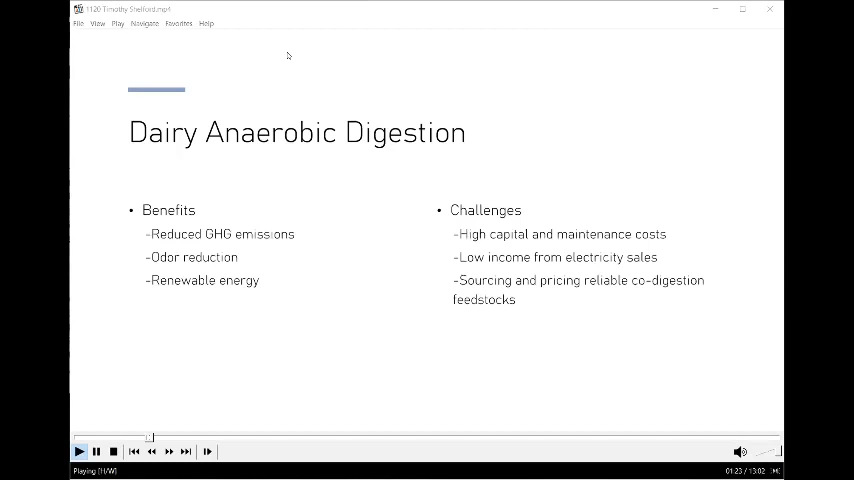 1120 Timothy Shelford.mp4
File View Play Navigate Favorites Help
Dairy Anaerobic Digestion
• Benefits
-Reduced GHG emissions
-Odor reduction
-Renewable energy
• Challenges
-High capital and maintenance costs
-Low income from electricity sales
-Sourcing and pricing reliable co-digestion
feedstocks
Playing [H/W]
01:23 / 13:02